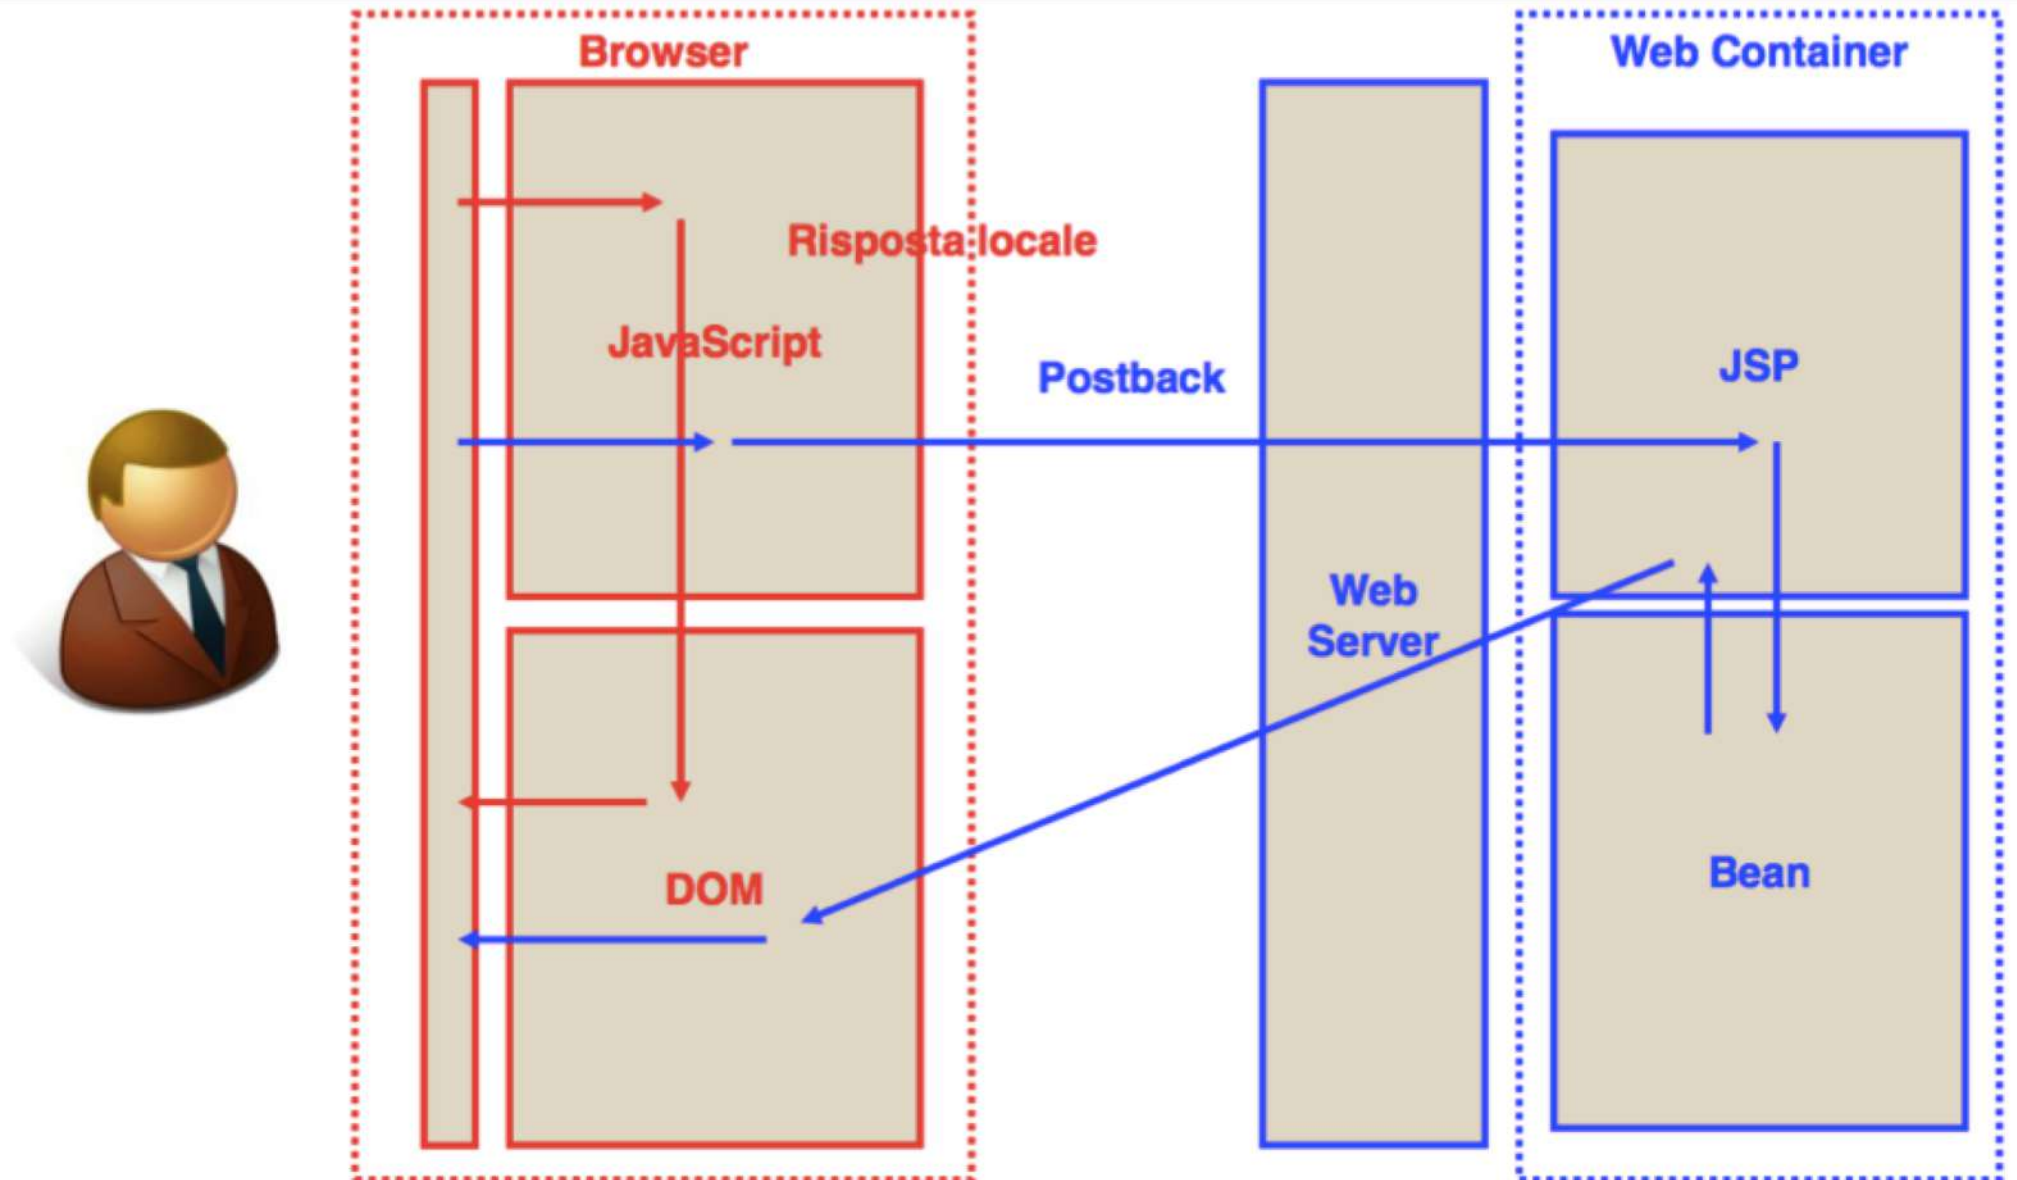 Browser
Web Container
Risposta locale
JavaScript
Postback
JSP
Web
Server
DOM
Bean